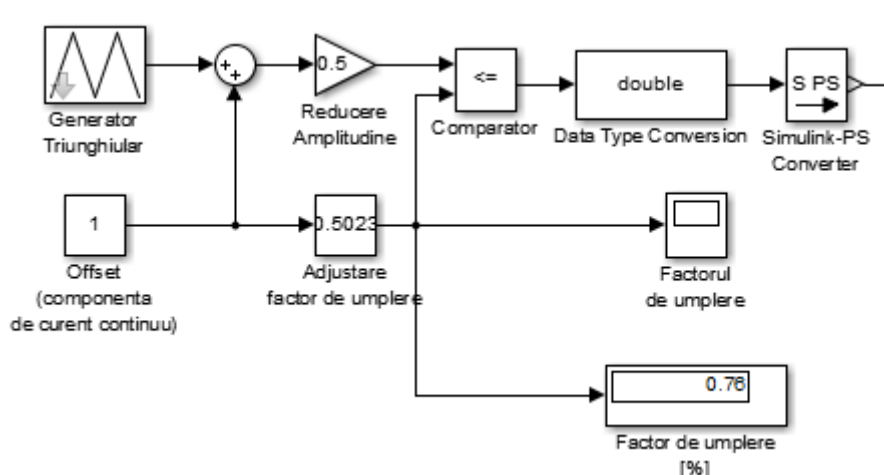 Generator
Triunghiular
+
+
0.5
Reducere
Amplitudine
<=
Comparator
double
Data Type Conversion
S PS
Simulink-PS
Converter
1
Offset
(componenta
de curent continuu)
0.5023
Adjustare
factor de umplere
Factorul
de umplere
0.76
Factor de umplere
[%]